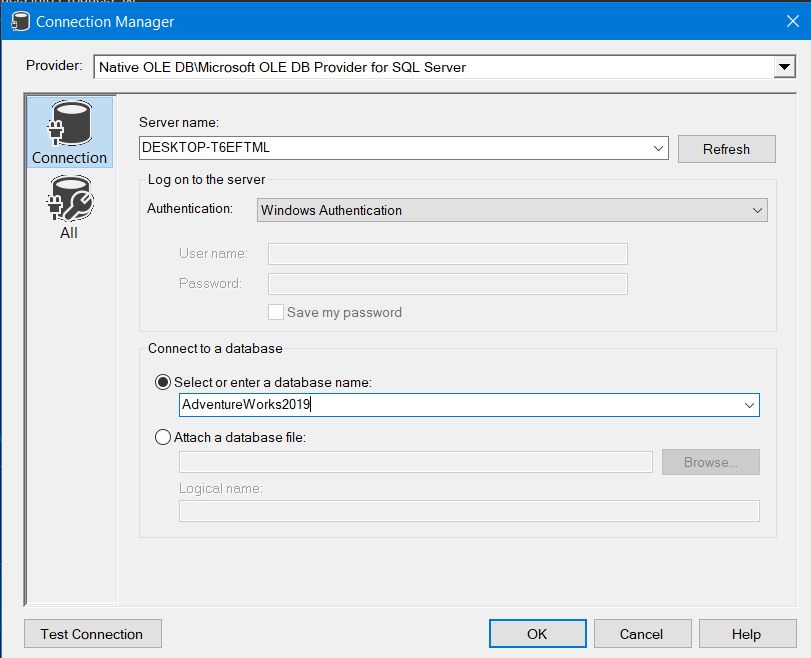 Connection Manager
Provider:
Native OLE DB\Microsoft OLE DB Provider for SQL Server
Connection
All
Server name:
DESKTOP-T6EFTML
Refresh
Log on to the server
Authentication:
Windows Authentication
User name:
Password:
Save my password
Connect to a database
Select or enter a database name:
AdventureWorks2019
Attach a database file:
Browse...
Logical name:
Test Connection
OK
Cancel
Help